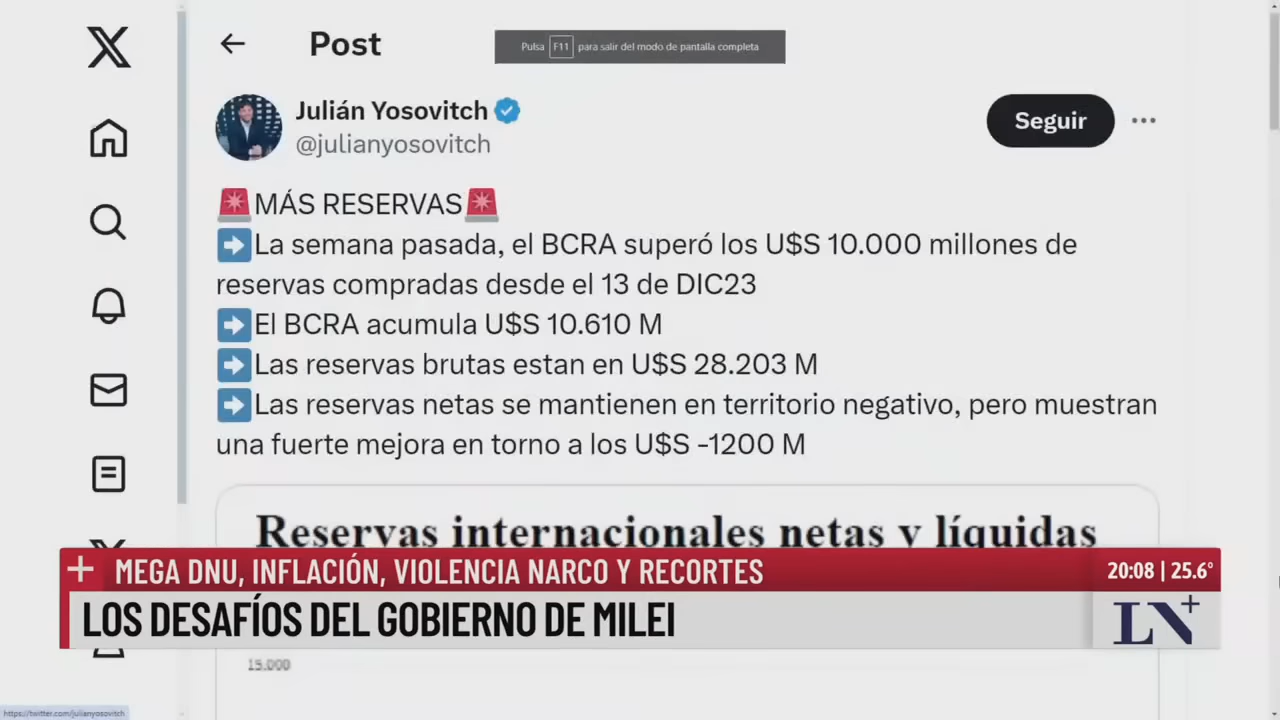 Post
Pulsa F11 para salir del modo de pantalla completa
Julián Yosovitch
@julianyosovitch
Seguir
🚨MÁS RESERVAS🚨
➡️La semana pasada, el BCRA superó los U$S 10.000 millones de
reservas compradas desde el 13 de DIC23
➡️El BCRA acumula U$S 10.610 M
➡️Las reservas brutas estan en U$S 28.203 M
➡️Las reservas netas se mantienen en territorio negativo, pero muestran
una fuerte mejora en torno a los U$S -1200 M
Reservas internacionales netas y líquidas
MEGA DNU, INFLACIÓN, VIOLENCIA NARCO Y RECORTES
20:08 | 25.6°
LOS DESAFÍOS DEL GOBIERNO DE MILEI
LN+
15.000
https://twitter.com/julianyosovitch